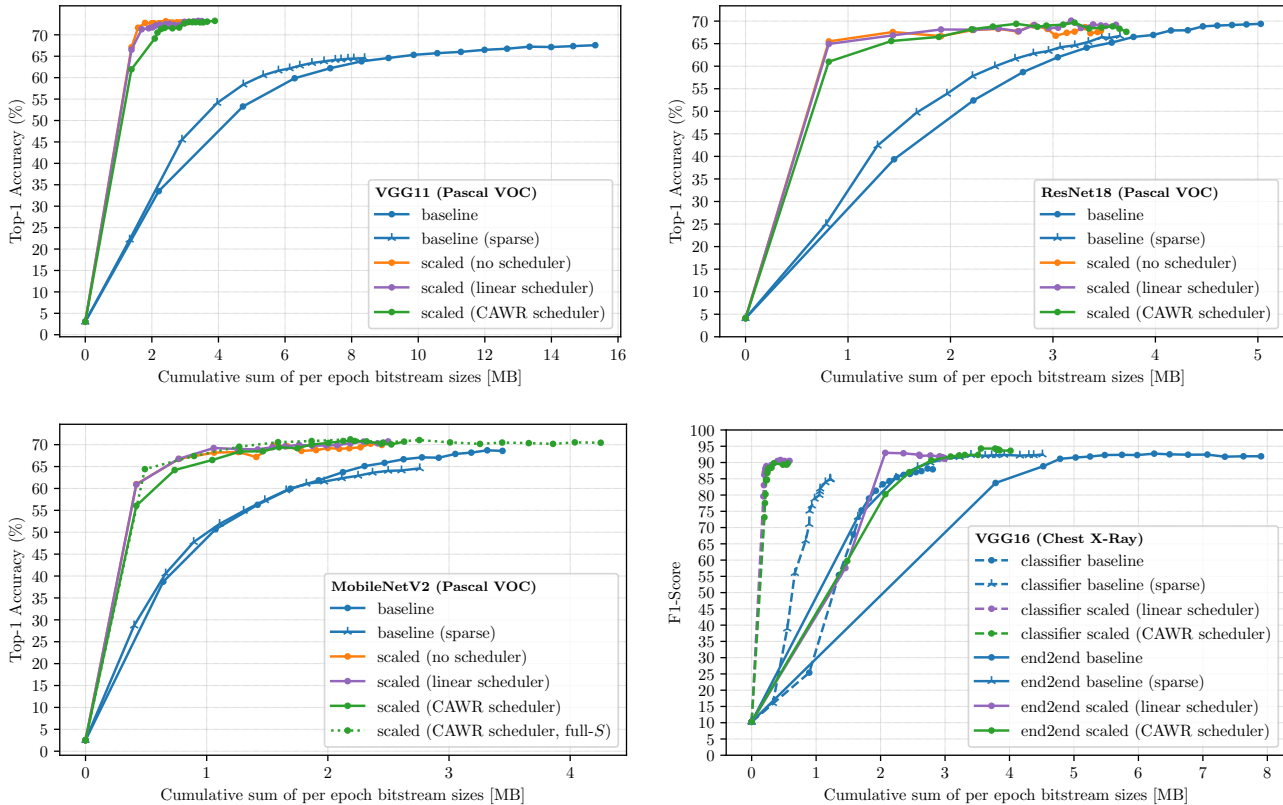 Top-1 Accuracy (%)
75
70
65
60
55
50
45
40
35
30
25
20
15
10
5
0
VGG11 (Pascal VOC)
baseline
baseline (sparse)
scaled (no scheduler)
scaled (linear scheduler)
scaled (CAWR scheduler)
0 2 4 6 8 10 12 14 16
Cumulative sum of per epoch bitstream sizes [MB]
Top-1 Accuracy (%)
70
65
60
55
50
45
40
35
30
25
20
15
10
5
0
ResNet18 (Pascal VOC)
baseline
baseline (sparse)
scaled (no scheduler)
scaled (linear scheduler)
scaled (CAWR scheduler)
0 1 2 3 4 5
Cumulative sum of per epoch bitstream sizes [MB]
Top-1 Accuracy (%)
70
65
60
55
50
45
40
35
30
25
20
15
10
5
0
MobileNetV2 (Pascal VOC)
baseline
baseline (sparse)
scaled (no scheduler)
scaled (linear scheduler)
scaled (CAWR scheduler)
scaled (CAWR scheduler, full-S)
0 1 2 3 4
Cumulative sum of per epoch bitstream sizes [MB]
F1-Score
100
95
90
85
80
75
70
65
60
55
50
45
40
35
30
25
20
15
10
5
0
VGG16 (Chest X-Ray)
classifier baseline
classifier baseline (sparse)
classifier scaled (linear scheduler)
classifier scaled (CAWR scheduler)
end2end baseline
end2end baseline (sparse)
end2end scaled (linear scheduler)
end2end scaled (CAWR scheduler)
0 1 2 3 4 5 6 7 8
Cumulative sum of per epoch bitstream sizes [MB]